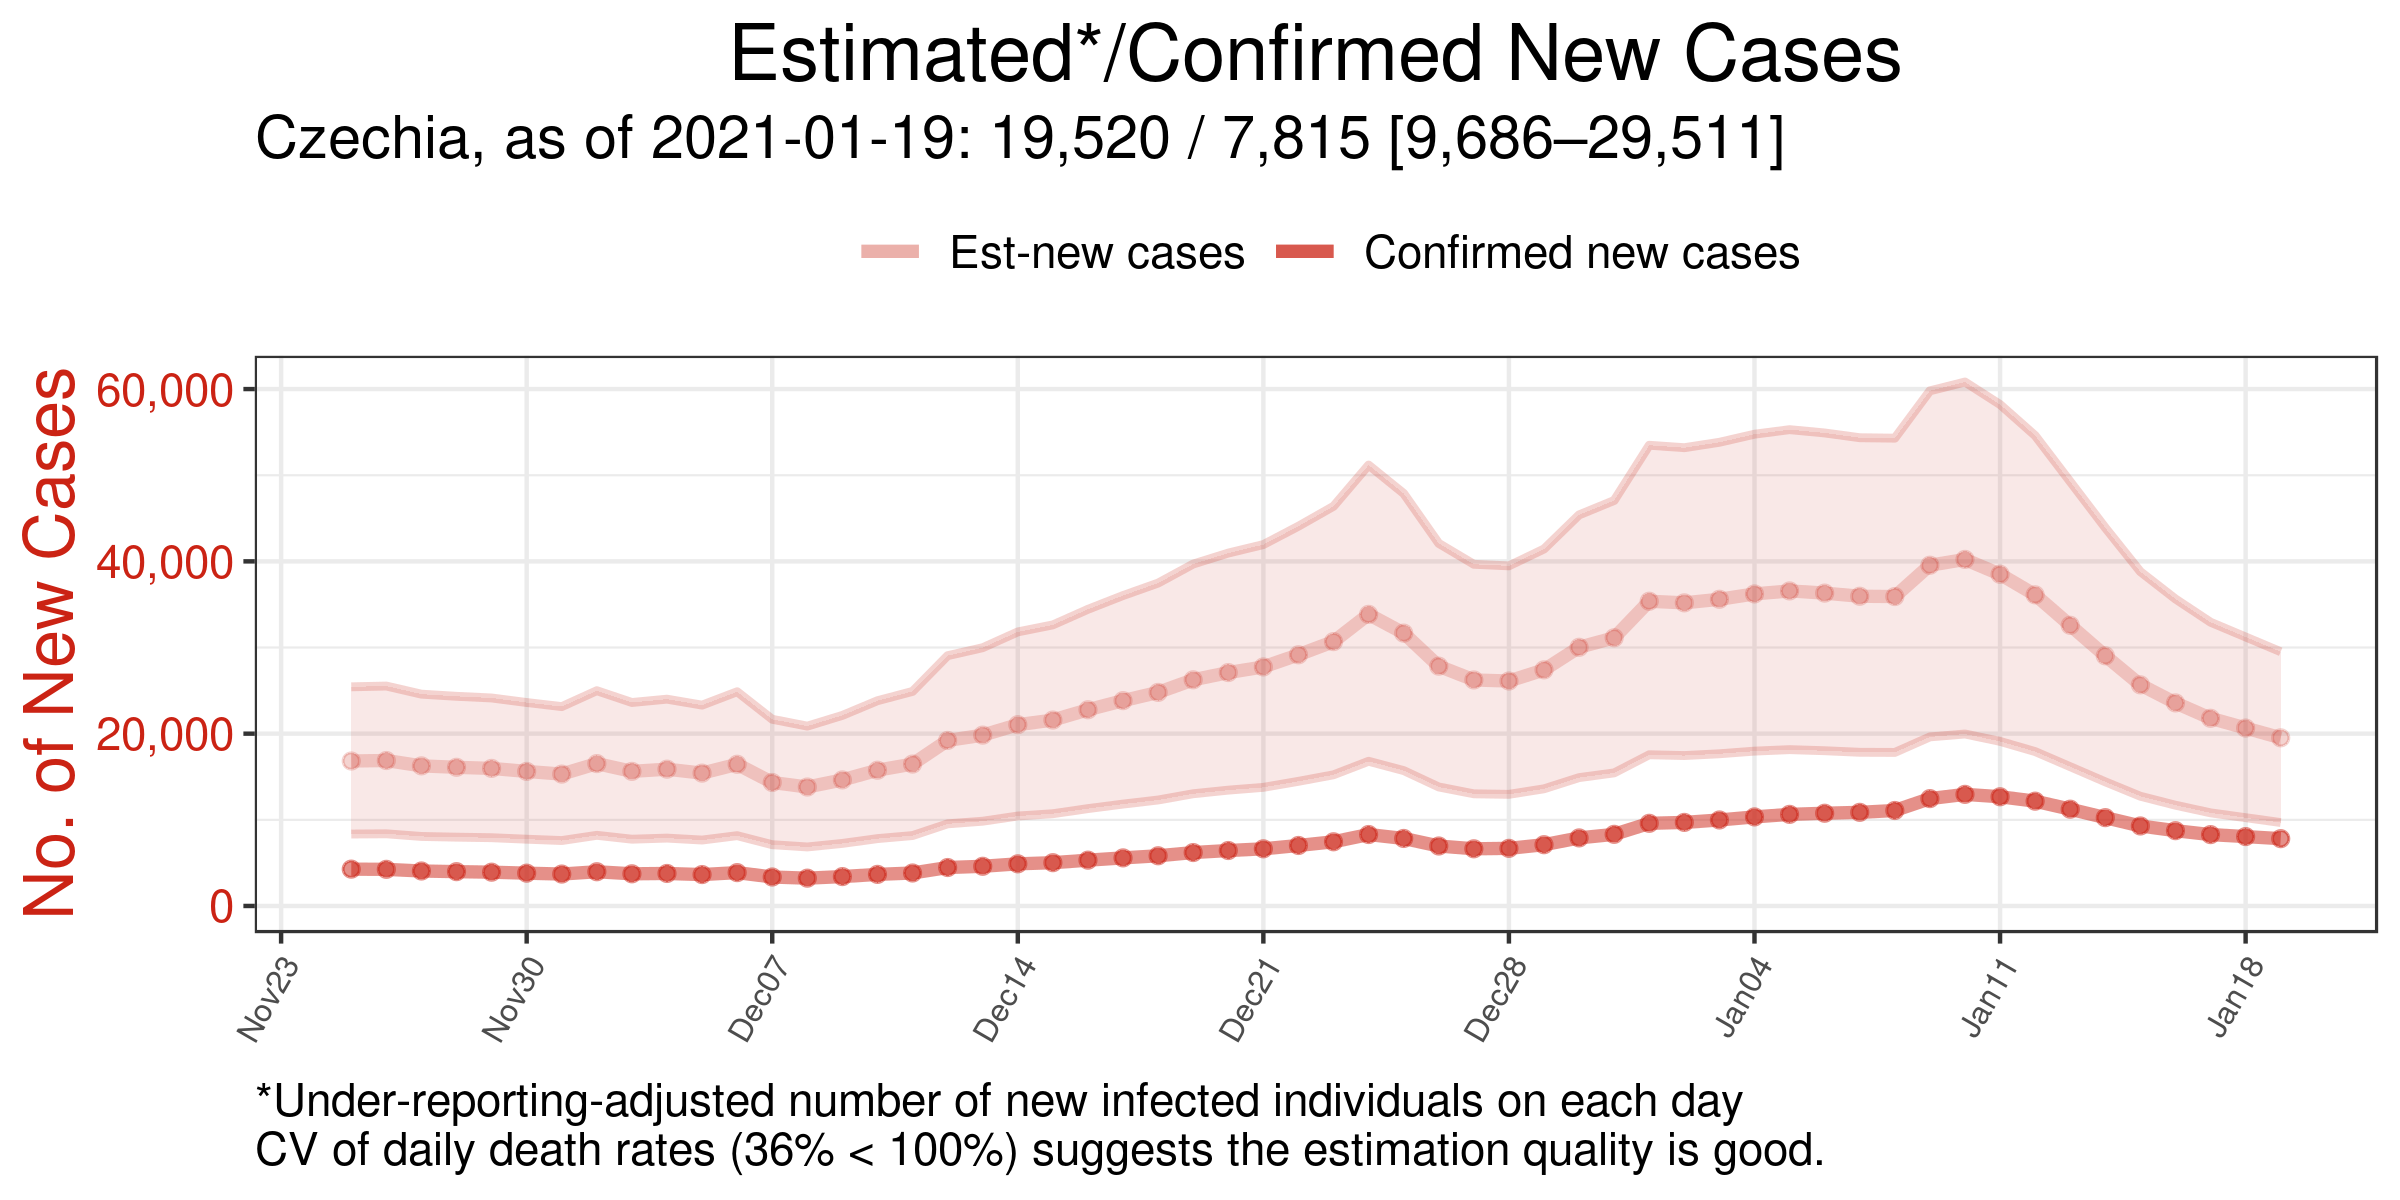 Estimated*/Confirmed New Cases
Czechia, as of 2021-01-19: 19,520 / 7,815 [9,686–29,511]
Est-new cases
Confirmed new cases
No. of New Cases
60,000
40,000
20,000
0
Nov23
Nov30
Dec07
Dec14
Dec21
Dec28
Jan04
Jan11
Jan18
*Under-reporting-adjusted number of new infected individuals on each day
CV of daily death rates (36% < 100%) suggests the estimation quality is good.